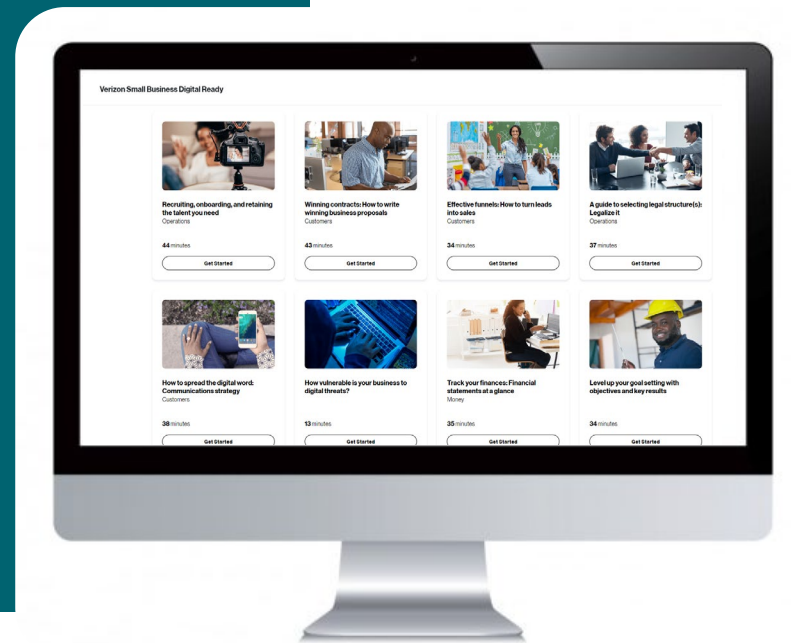 Verizon Small Business Digital Ready
Recruiting, onboarding, and retaining
the talent you need
Operations
44 minutes
Get Started
Winning contracts: How to write
winning business proposals
Customers
43 minutes
Get Started
Effective funnels: How to turn leads
into sales
Customers
34 minutes
Get Started
A guide to selecting legal structure(s):
Legalize it
Operations
37 minutes
Get Started
How to spread the digital word:
Communications strategy
Customers
38 minutes
Get Started
How vulnerable is your business to
digital threats?
13 minutes
Get Started
Track your finances: Financial
statements at a glance
Money
35 minutes
Get Started
Level up your goal setting with
objectives and key results
34 minutes
Get Started